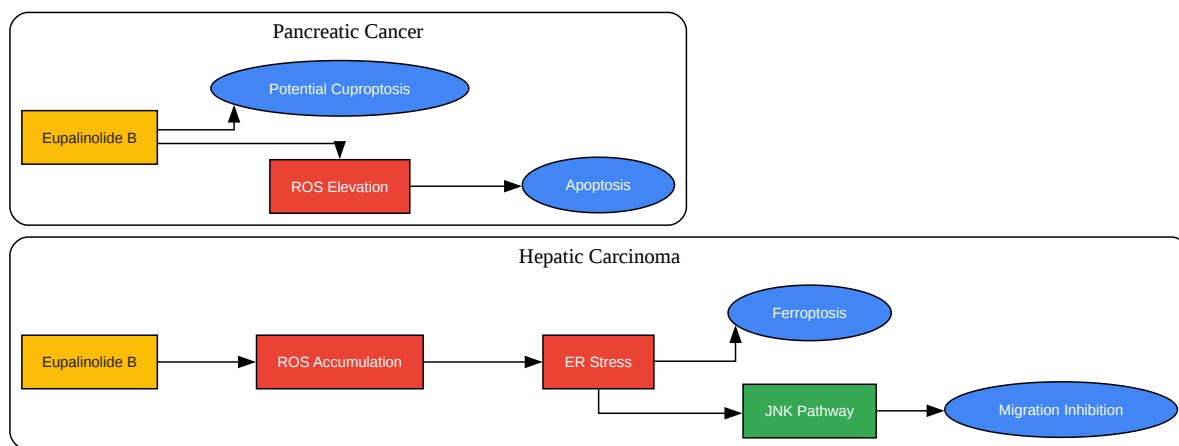 Pancreatic Cancer
Potential Cuproptosis
Eupalinolide B
ROS Elevation
Apoptosis
Hepatic Carcinoma
Ferroptosis
Eupalinolide B
ROS Accumulation
ER Stress
JNK Pathway
Migration Inhibition